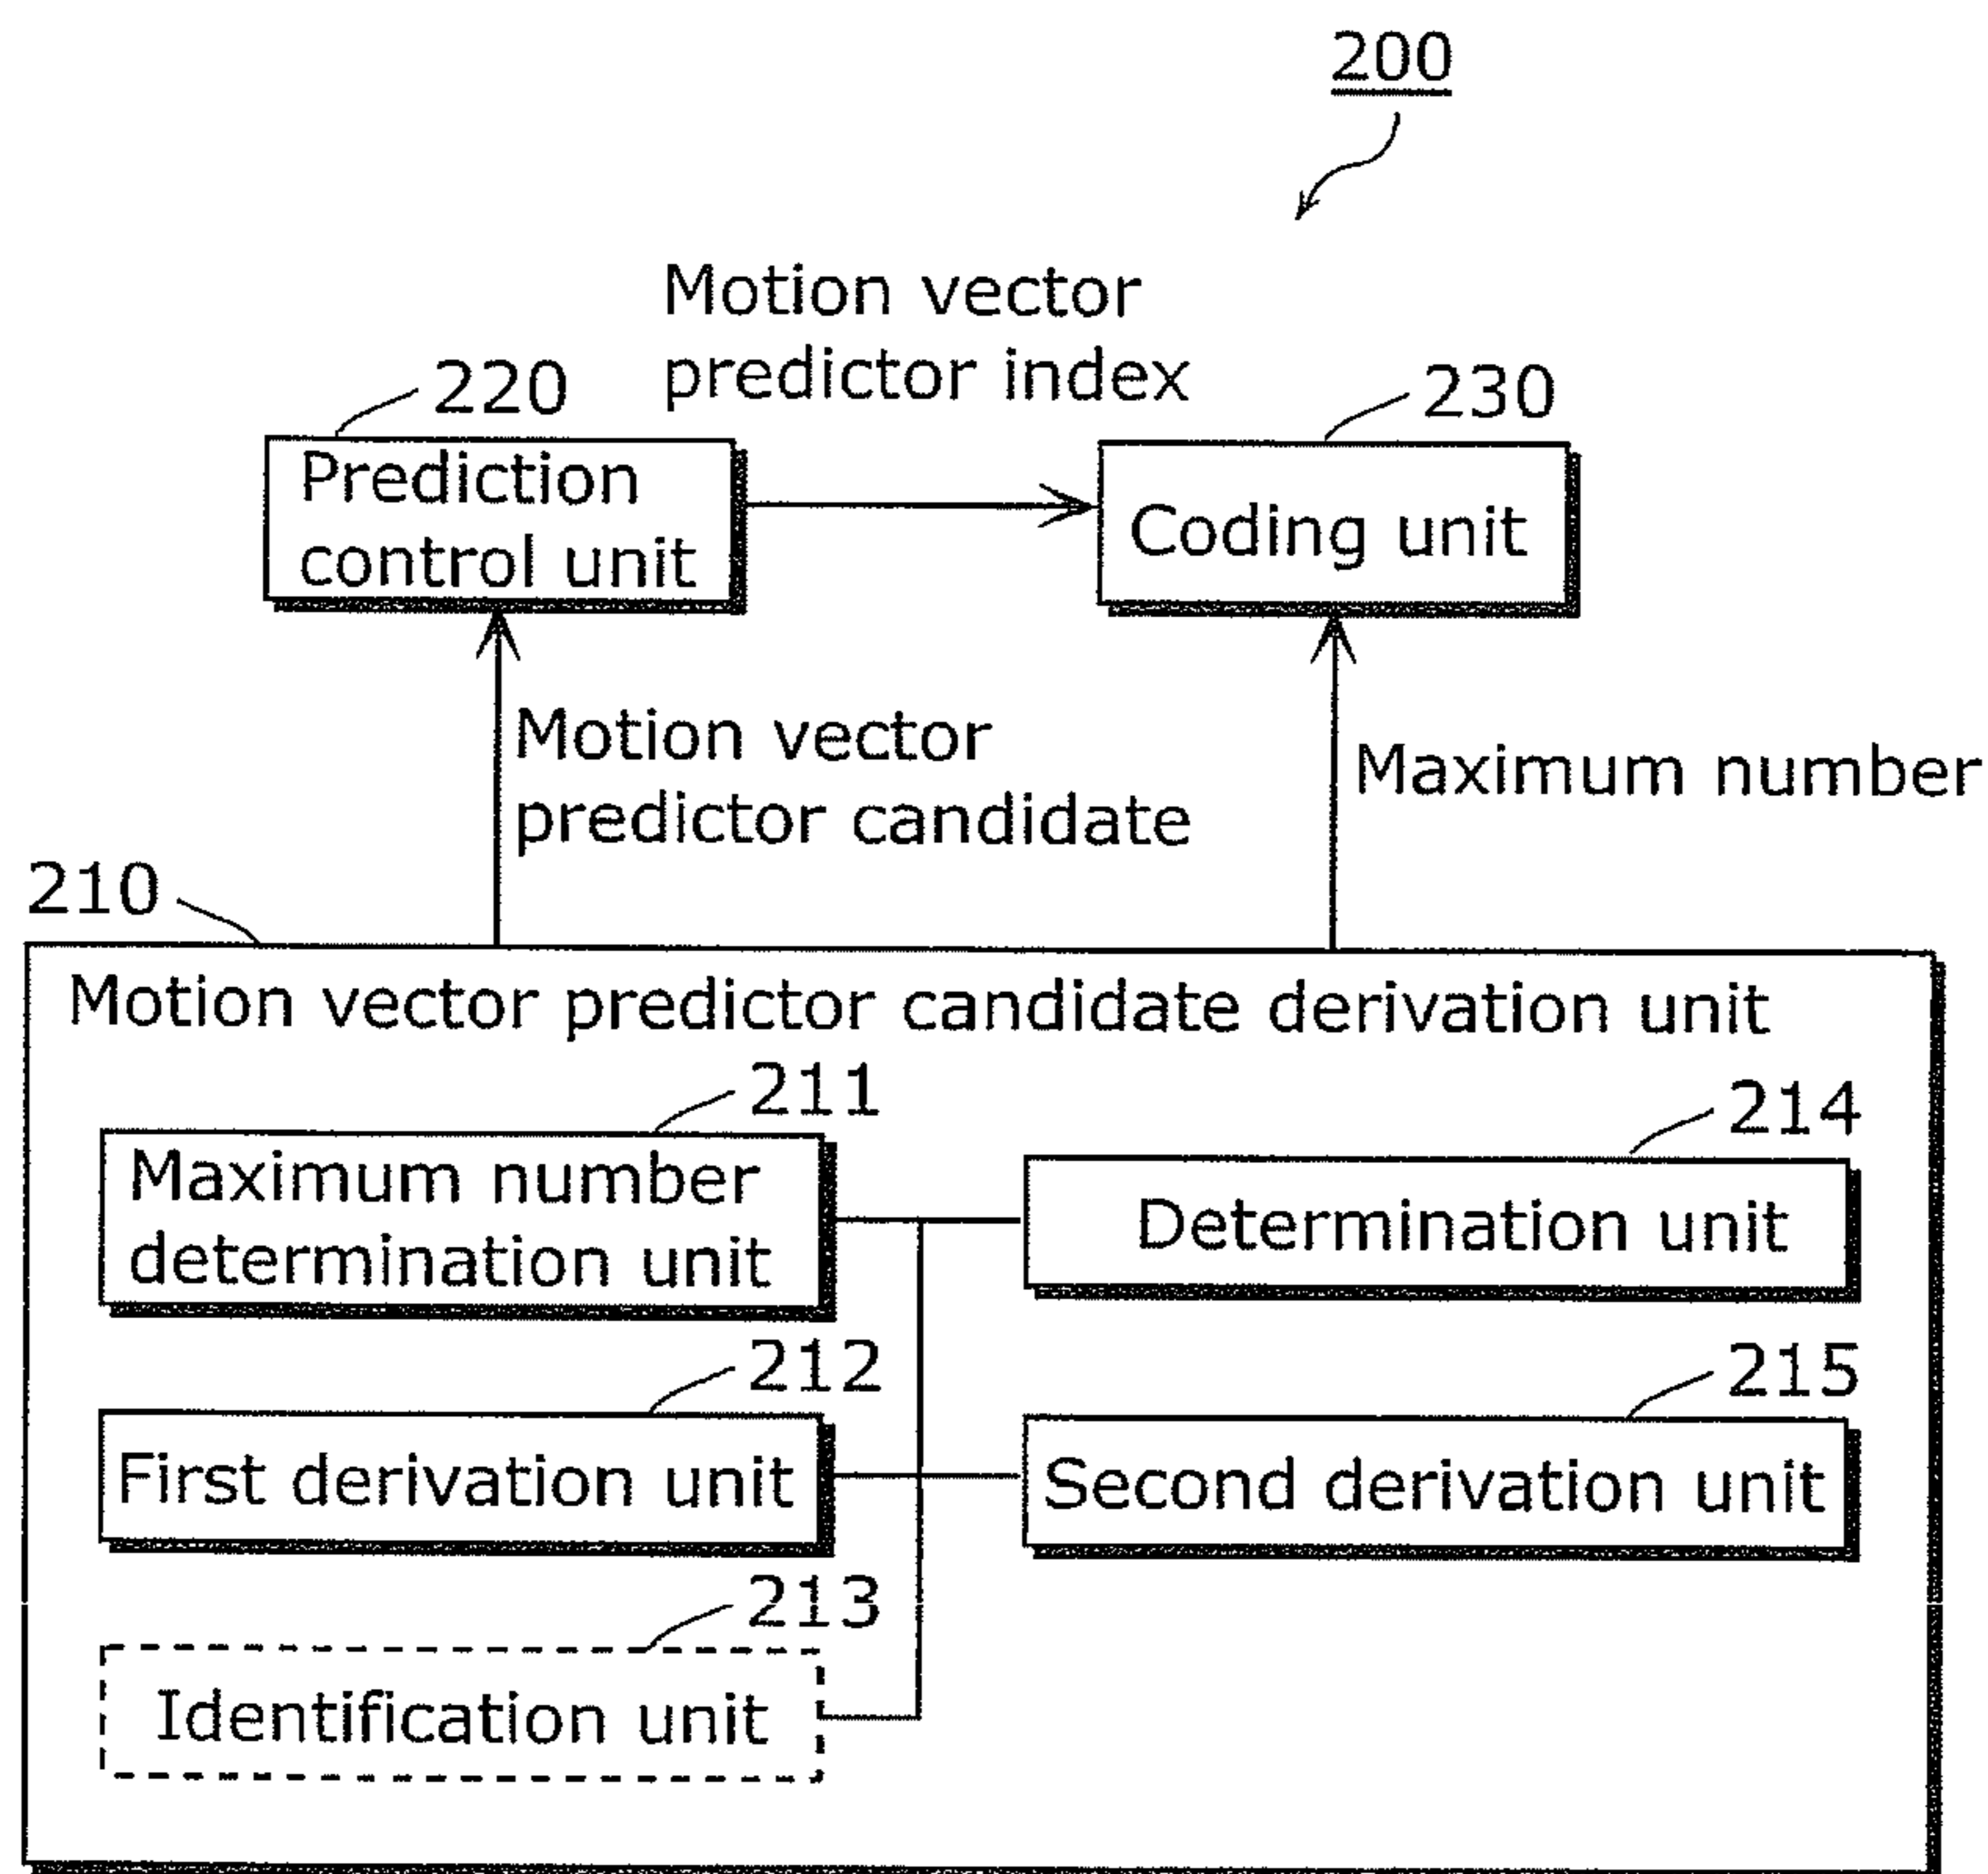 200
Motion vector
predictor index
220
230
Prediction
control unit
Coding unit
Motion vector
predictor candidate
Maximum number
210
Motion vector predictor candidate derivation unit
211
Maximum number
determination unit
214
Determination unit
212
First derivation unit
215
Second derivation unit
213
Identification unit